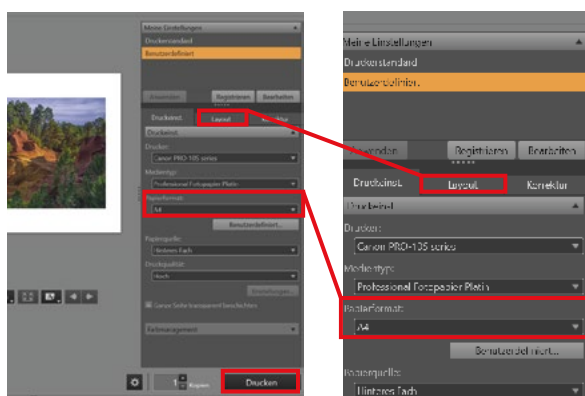 Meine Einstellungen
Druckerstandard
Benutzerdefiniert
Anwenden Registrieren Bearbeiten
Druckeinst. Layout Korrektur
Druckeinst.
Drucker:
Canon PRO-10S series
Medientyp:
Professional Fotopapier Platin
Papierformat:
A4
Benutzerdefiniert...
Papierquelle:
Hinteres Fach
Druckqualität:
Hoch
Einstellungen...
Ganze Seite transparent beschichten
Farbmanagement
1 Kopien Drucken
Meine Einstellungen
Druckerstandard
Benutzerdefiniert
Anwenden Registrieren Bearbeiten
Druckeinst. Layout Korrektur
Druckeinst.
Drucker:
Canon PRO-10S series
Medientyp:
Professional Fotopapier Platin
Papierformat:
A4
Benutzerdefiniert...
Papierquelle:
Hinteres Fach